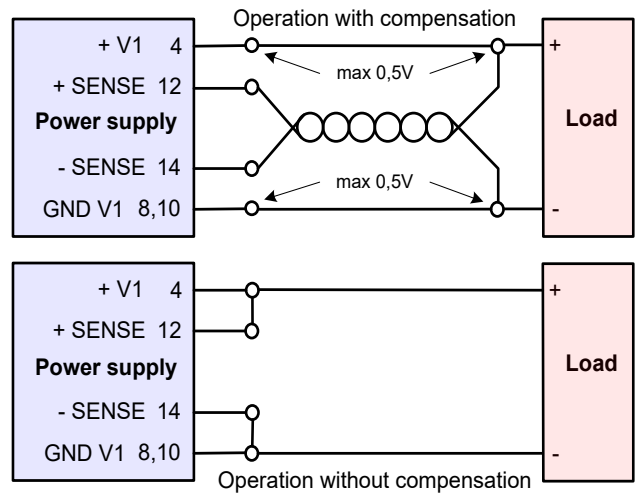 Operation with compensation
+ V1 4
+ SENSE 12
Power supply
- SENSE 14
GND V1 8,10
max 0,5V
max 0,5V
+
Load
-
+ V1 4
+ SENSE 12
Power supply
- SENSE 14
GND V1 8,10
+
Load
-
Operation without compensation